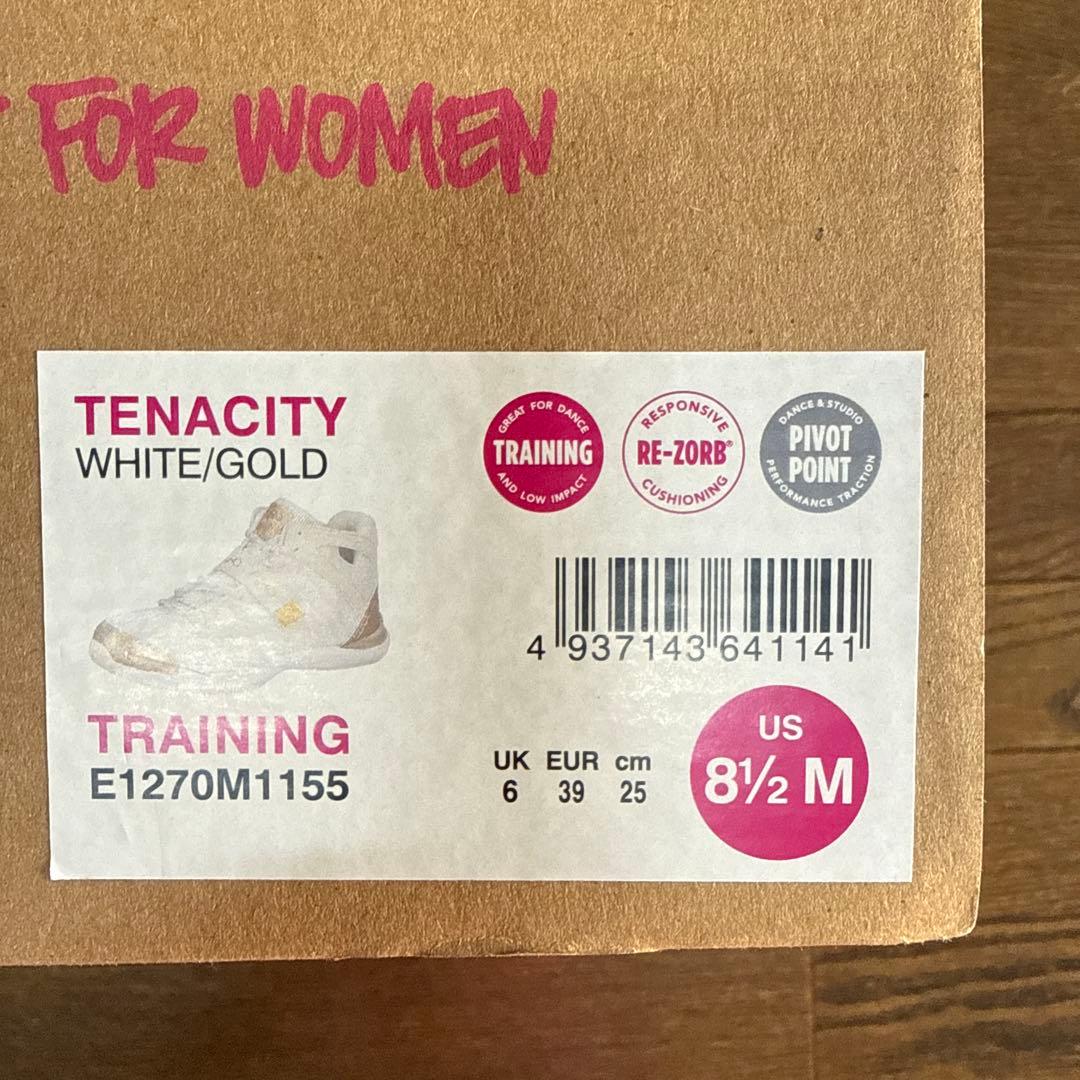 FOR WOMEN
TENACITY
WHITE/GOLD
GREAT FOR DANCE
TRAINING
AND LOW IMPACT
RESPONSIVE
RE-ZORB®
CUSHIONING
DANCE & STUDIO
PIVOT
POINT
PERFORMANCE TRACTION
4 937143 641141
TRAINING
E1270M1155
UK EUR cm
6 39 25
US
8½ M